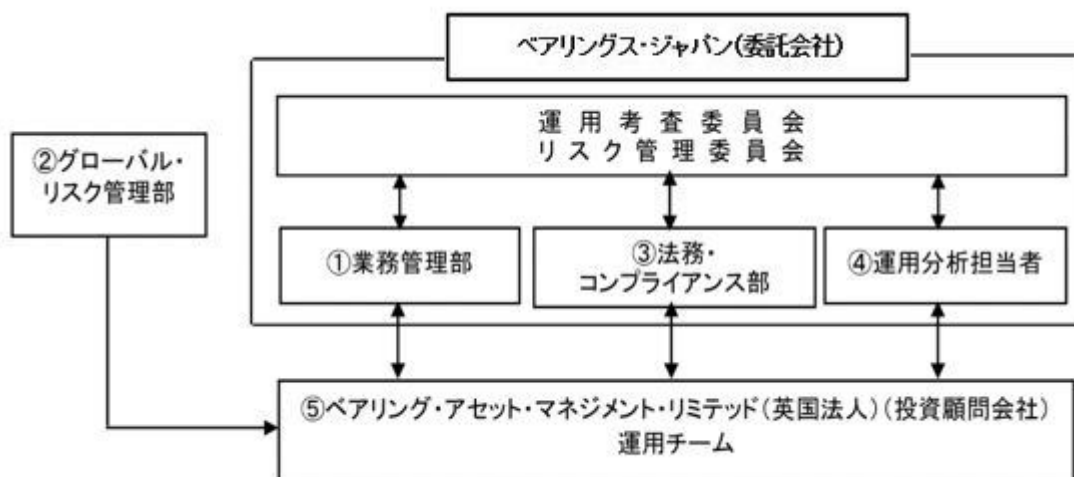 ベアリングス・ジャパン(委託会社)
運用考査委員会
リスク管理委員会
②グローバル・
リスク管理部
①業務管理部
③法務・
コンプライアンス部
④運用分析担当者
⑤ベアリング・アセット・マネジメント・リミテッド(英国法人)(投資顧問会社)
運用チーム